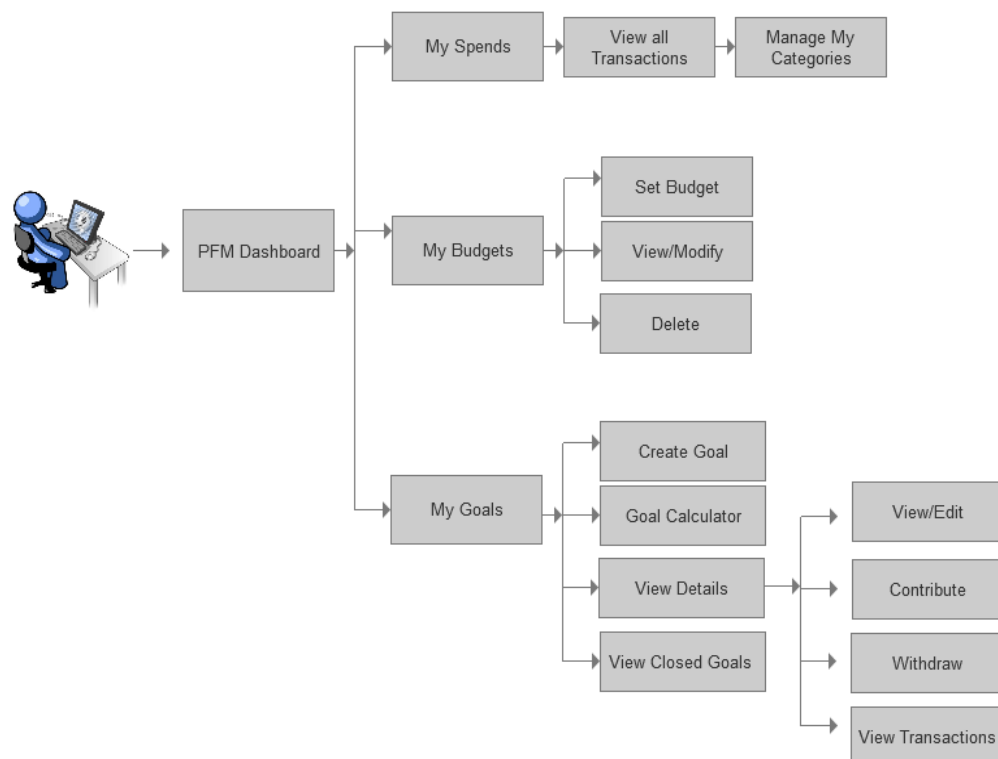 My Spends
View all
Transactions
Manage My
Categories
PFM Dashboard
My Budgets
Set Budget
View/Modify
Delete
My Goals
Create Goal
Goal Calculator
View Details
View Closed Goals
View/Edit
Contribute
Withdraw
View Transactions